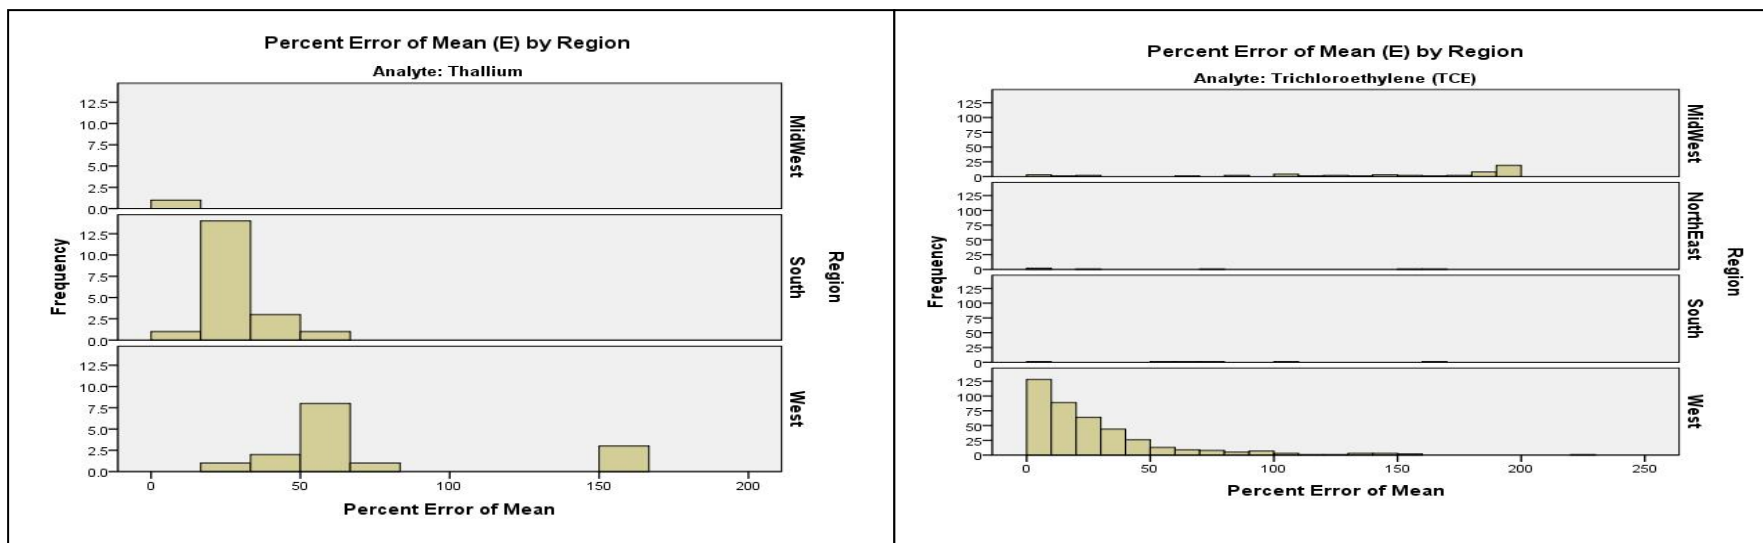 Percent Error of Mean (E) by Region
Analyte: Thallium
12.5
10.0
7.5
5.0
2.5
0.0
MidWest
12.5
10.0
7.5
5.0
2.5
0.0
South
12.5
10.0
7.5
5.0
2.5
0.0
West
Frequency
Region
0 50 100 150 200
Percent Error of Mean
Percent Error of Mean (E) by Region
Analyte: Trichloroethylene (TCE)
125
100
75
50
25
0
MidWest
125
100
75
50
25
0
NorthEast
125
100
75
50
25
0
South
125
100
75
50
25
0
West
Frequency
Region
0 50 100 150 200 250
Percent Error of Mean